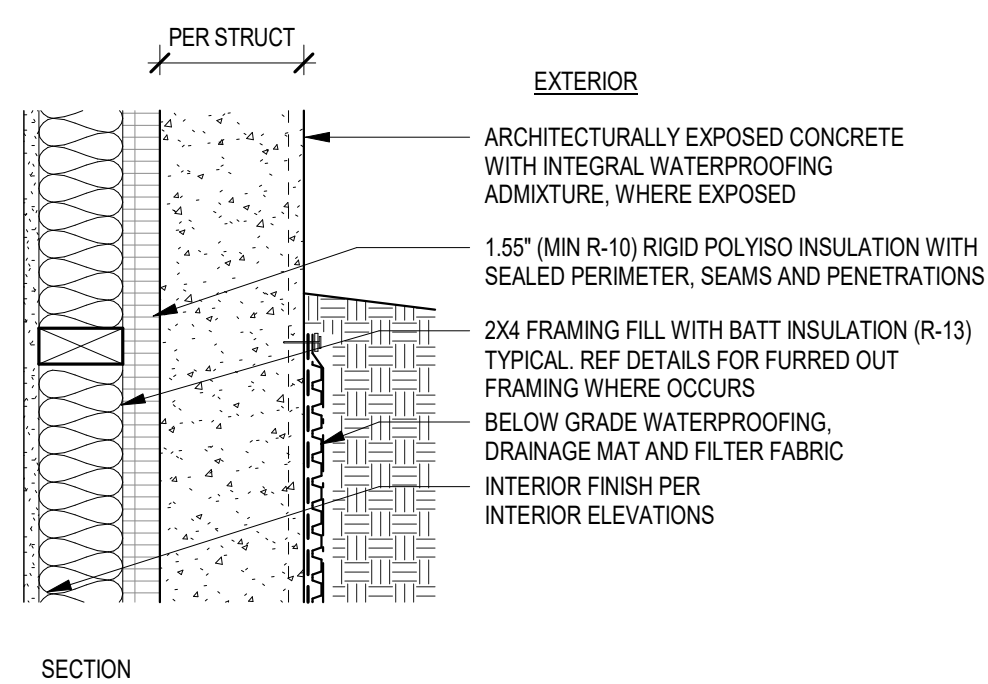 PER STRUCT
EXTERIOR
ARCHITECTURALLY EXPOSED CONCRETE
WITH INTEGRAL WATERPROOFING
ADMIXTURE, WHERE EXPOSED
1.55" (MIN R-10) RIGID POLYISO INSULATION WITH
SEALED PERIMETER, SEAMS AND PENETRATIONS
2X4 FRAMING FILL WITH BATT INSULATION (R-13)
TYPICAL. REF DETAILS FOR FURRED OUT
FRAMING WHERE OCCURS
BELOW GRADE WATERPROOFING,
DRAINAGE MAT AND FILTER FABRIC
INTERIOR FINISH PER
INTERIOR ELEVATIONS
SECTION